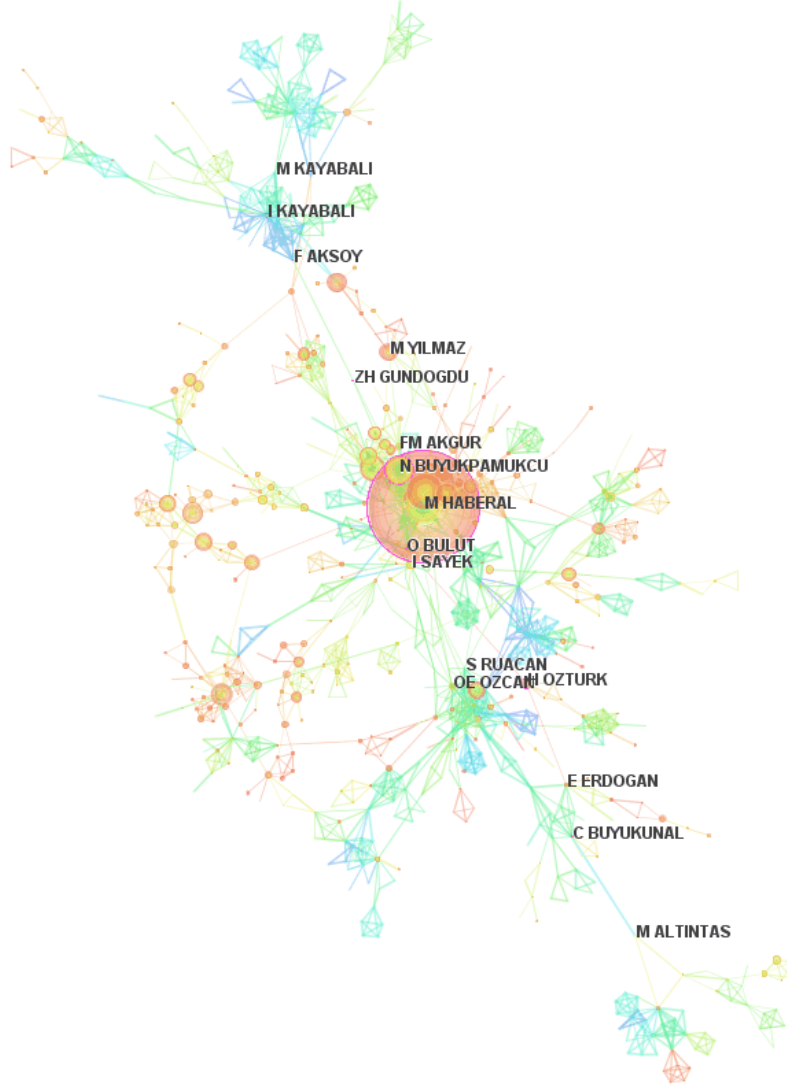 M KAYABALI
I KAYABALI
F AKSOY
M YILMAZ
ZH GUNDOGDU
FM AKGUR
N BUYUKPAMUKCU
M HABERAL
O BULUT
I SAYEK
S RUACAN
OE OZCAN
H OZTURK
E ERDOGAN
C BUYUKUNAL
M ALTINTAS